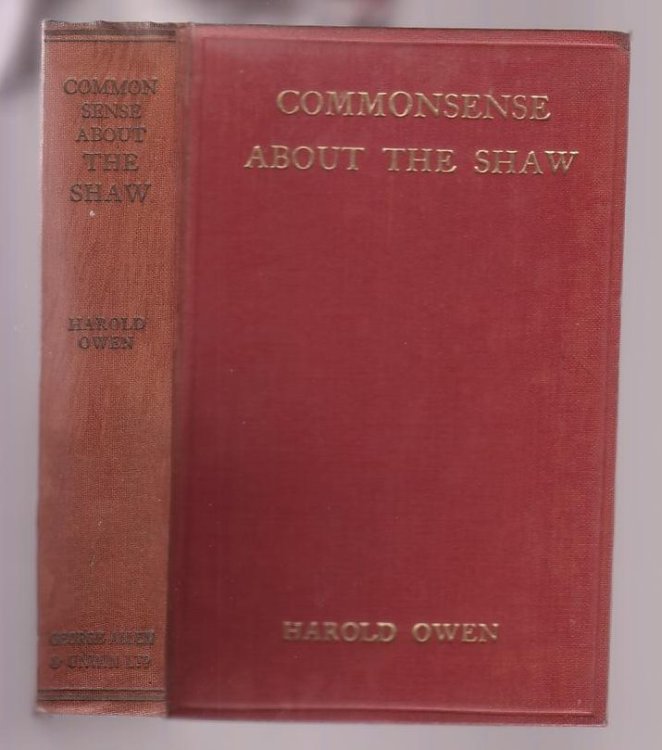 COMMON
SENSE
ABOUT
THE
SHAW
HAROLD
OWEN
GEORGE ALLEN
& UNWIN LTD
COMMONSENSE
ABOUT THE SHAW
HAROLD OWEN